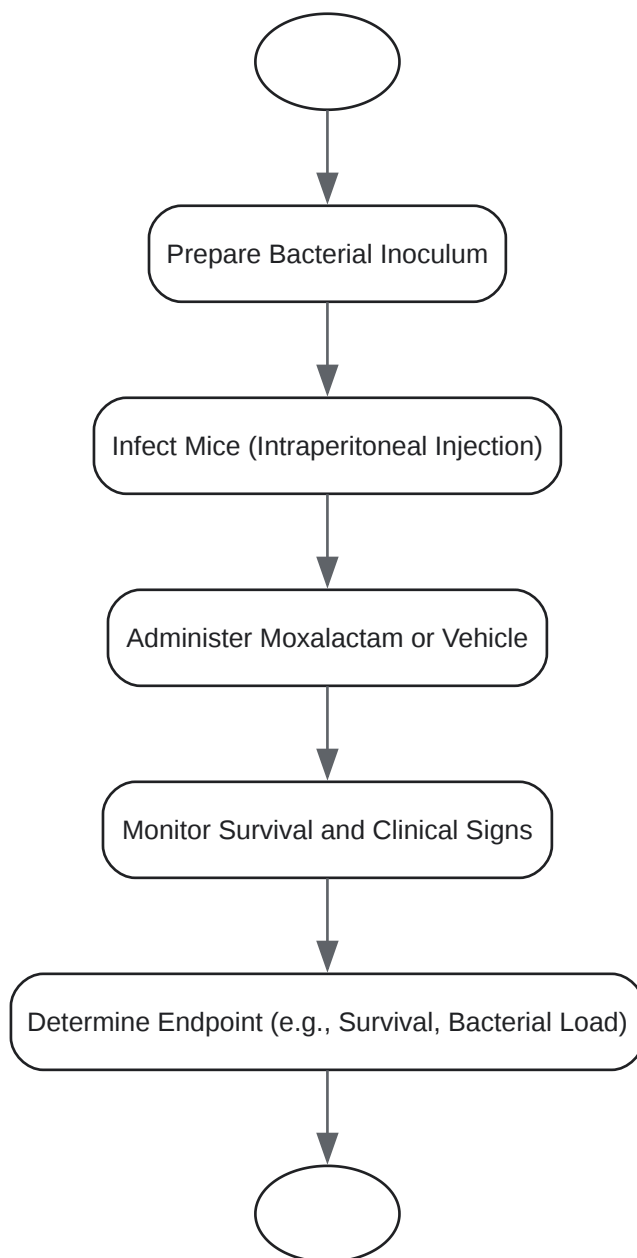 Prepare Bacterial Inoculum
Infect Mice (Intraperitoneal Injection)
Administer Moxalactam or Vehicle
Monitor Survival and Clinical Signs
Determine Endpoint (e.g., Survival, Bacterial Load)